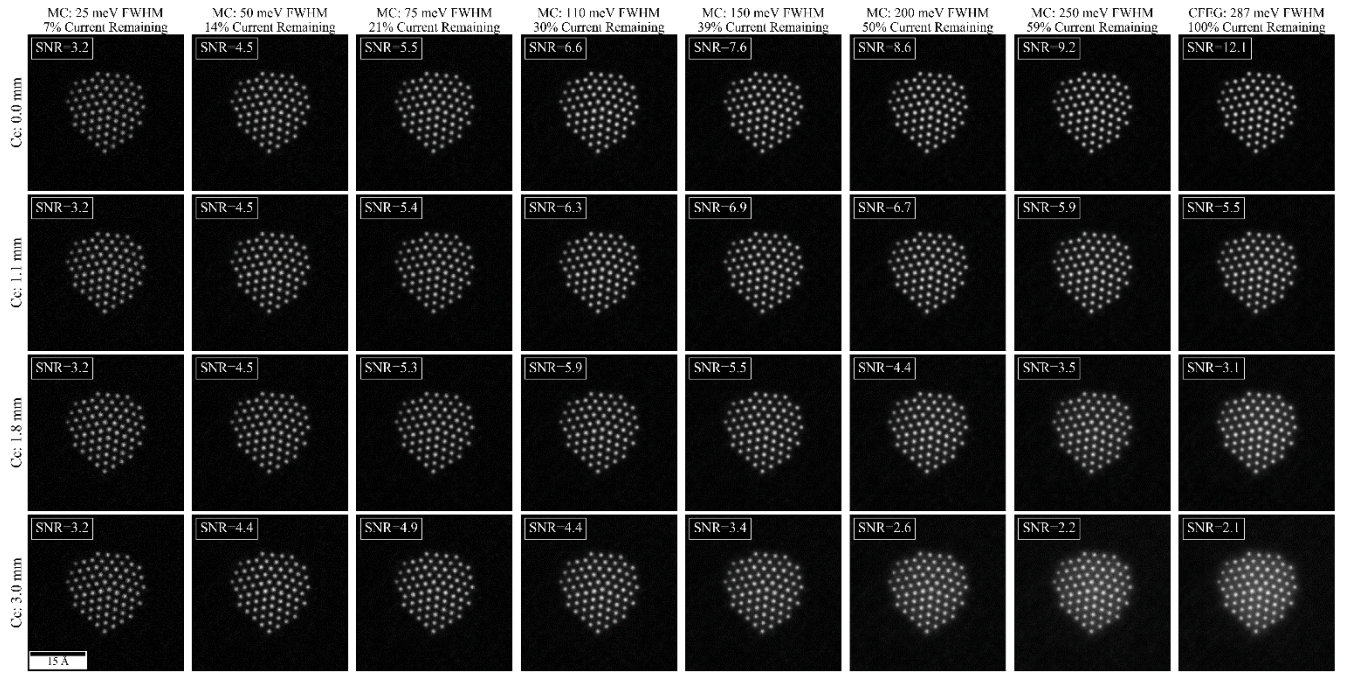 MC: 25 meV FWHM
7% Current Remaining
MC: 50 meV FWHM
14% Current Remaining
MC: 75 meV FWHM
21% Current Remaining
MC: 110 meV FWHM
30% Current Remaining
MC: 150 meV FWHM
39% Current Remaining
MC: 200 meV FWHM
50% Current Remaining
MC: 250 meV FWHM
59% Current Remaining
CFEG: 287 meV FWHM
100% Current Remaining
Cc: 0.0 mm
SNR=3.2
SNR=4.5
SNR=5.5
SNR=6.6
SNR=7.6
SNR=8.6
SNR=9.2
SNR=12.1
Cc: 1.1 mm
SNR=3.2
SNR=4.5
SNR=5.4
SNR=6.3
SNR=6.9
SNR=6.7
SNR=5.9
SNR=5.5
Cc: 1.8 mm
SNR=3.2
SNR=4.5
SNR=5.3
SNR=5.9
SNR=5.5
SNR=4.4
SNR=3.5
SNR=3.1
Cc: 3.0 mm
SNR=3.2
SNR=4.4
SNR=4.9
SNR=4.4
SNR=3.4
SNR=2.6
SNR=2.2
SNR=2.1
15 Å